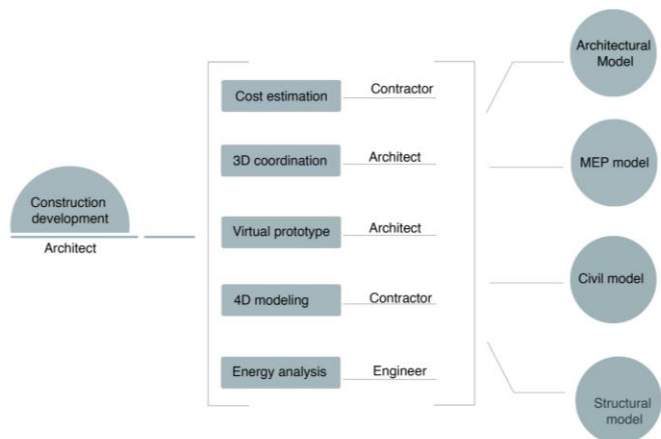 Construction
development
Architect
Cost estimation
Contractor
3D coordination
Architect
Virtual prototype
Architect
4D modeling
Contractor
Energy analysis
Engineer
Architectural
Model
MEP model
Civil model
Structural
model